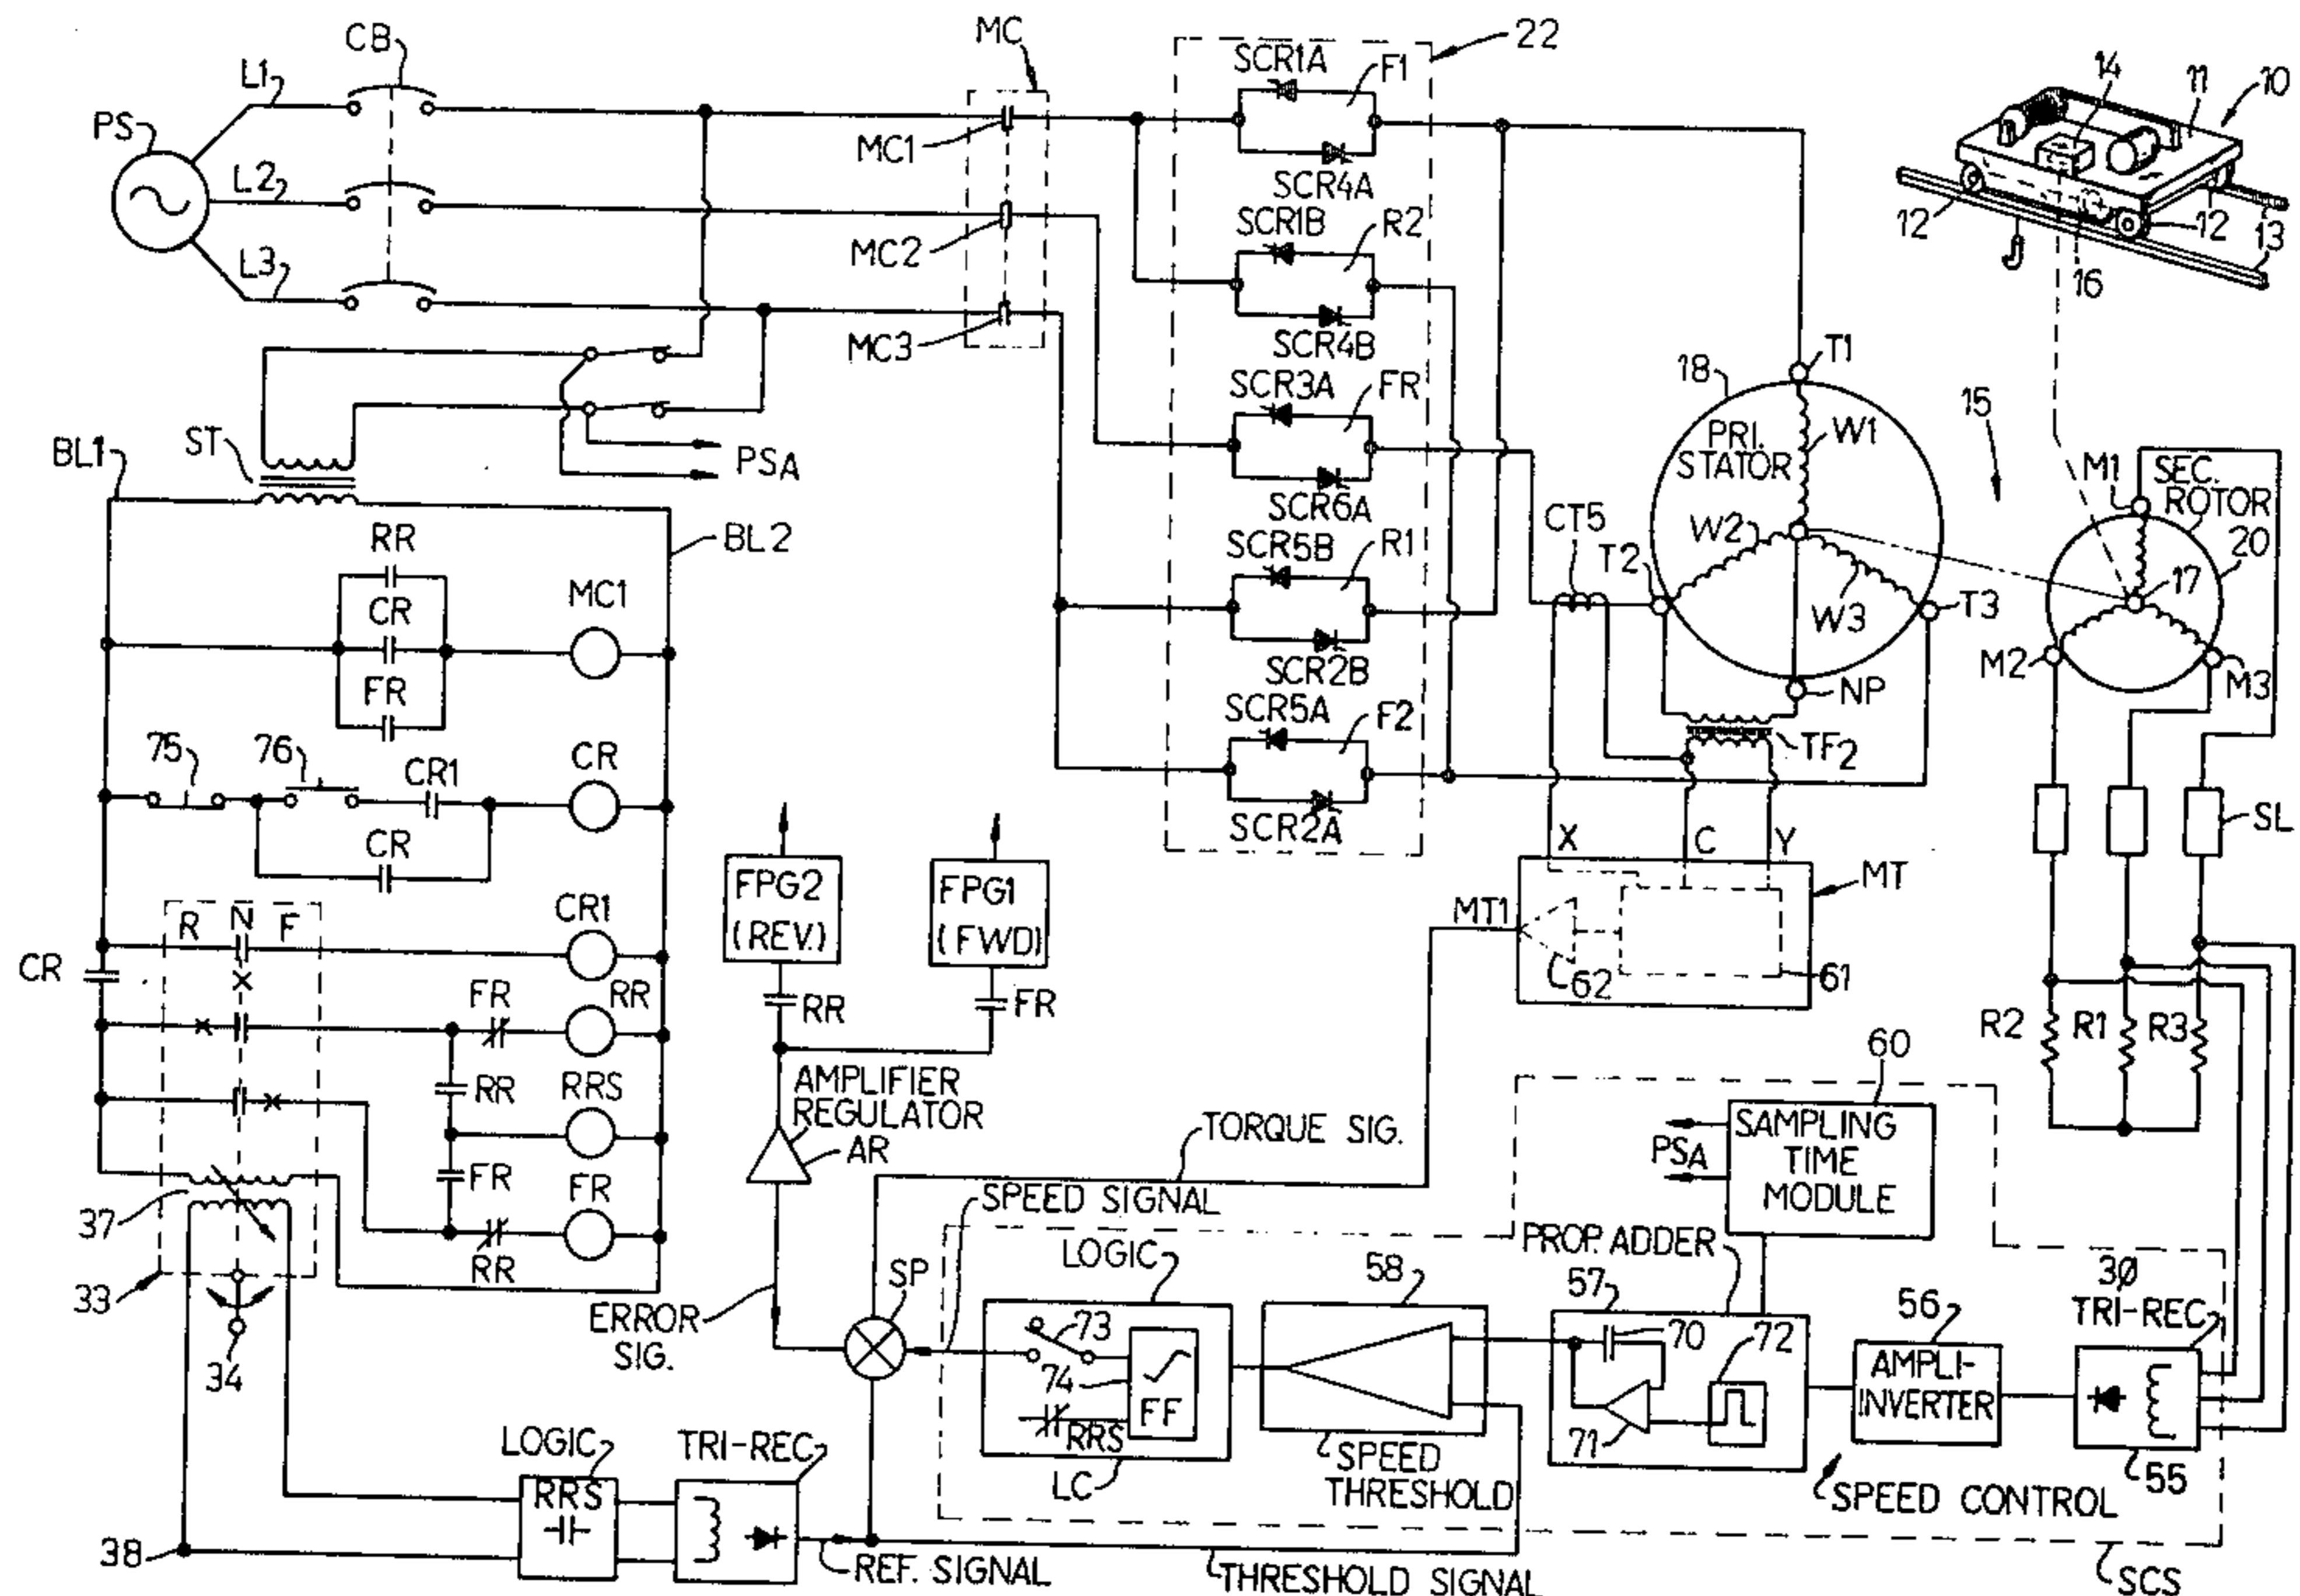 CB
MC
22
L1
SCR1A
F1
14
11
10
PS
MC1
L2
SCR4A
SCR1B
R2
12
16
12
12
13
L3
MC2
SCR4B
MC3
SCR3A
FR
18
T1
15
ST
BL1
PSA
PRI.
STATOR
W1
M1
SEC.
ROTOR
SCR6A
CT5
BL2
RR
SCR5B
R1
W2
20
T2
17
CR
MC1
W3
T3
FR
SCR2B
M2
M3
NP
SCR5A
F2
75
76
CR1
CR
TF2
SCR2A
SL
CR
X
C
Y
FPG2
(REV.)
FPG1
(FWD)
MT
R
N
F
CR1
MT1
CR
62
61
FR
RR
RR
FR
R2
R1
R3
60
RR
RRS
AMPLIFIER
REGULATOR
AR
TORQUE SIG.
SAMPLING
TIME
MODULE
PSA
FR
FR
SPEED SIGNAL
37
PROP. ADDER
LOGIC
58
57
30
TRI-REC
RR
SP
33
56
ERROR
SIG.
73
70
72
AMPLI-
INVERTER
34
74
FF
RRS
71
LOGIC
TRI-REC
SPEED
THRESHOLD
55
RRS
LC
SPEED CONTROL
38
REF. SIGNAL
THRESHOLD SIGNAL
SCS